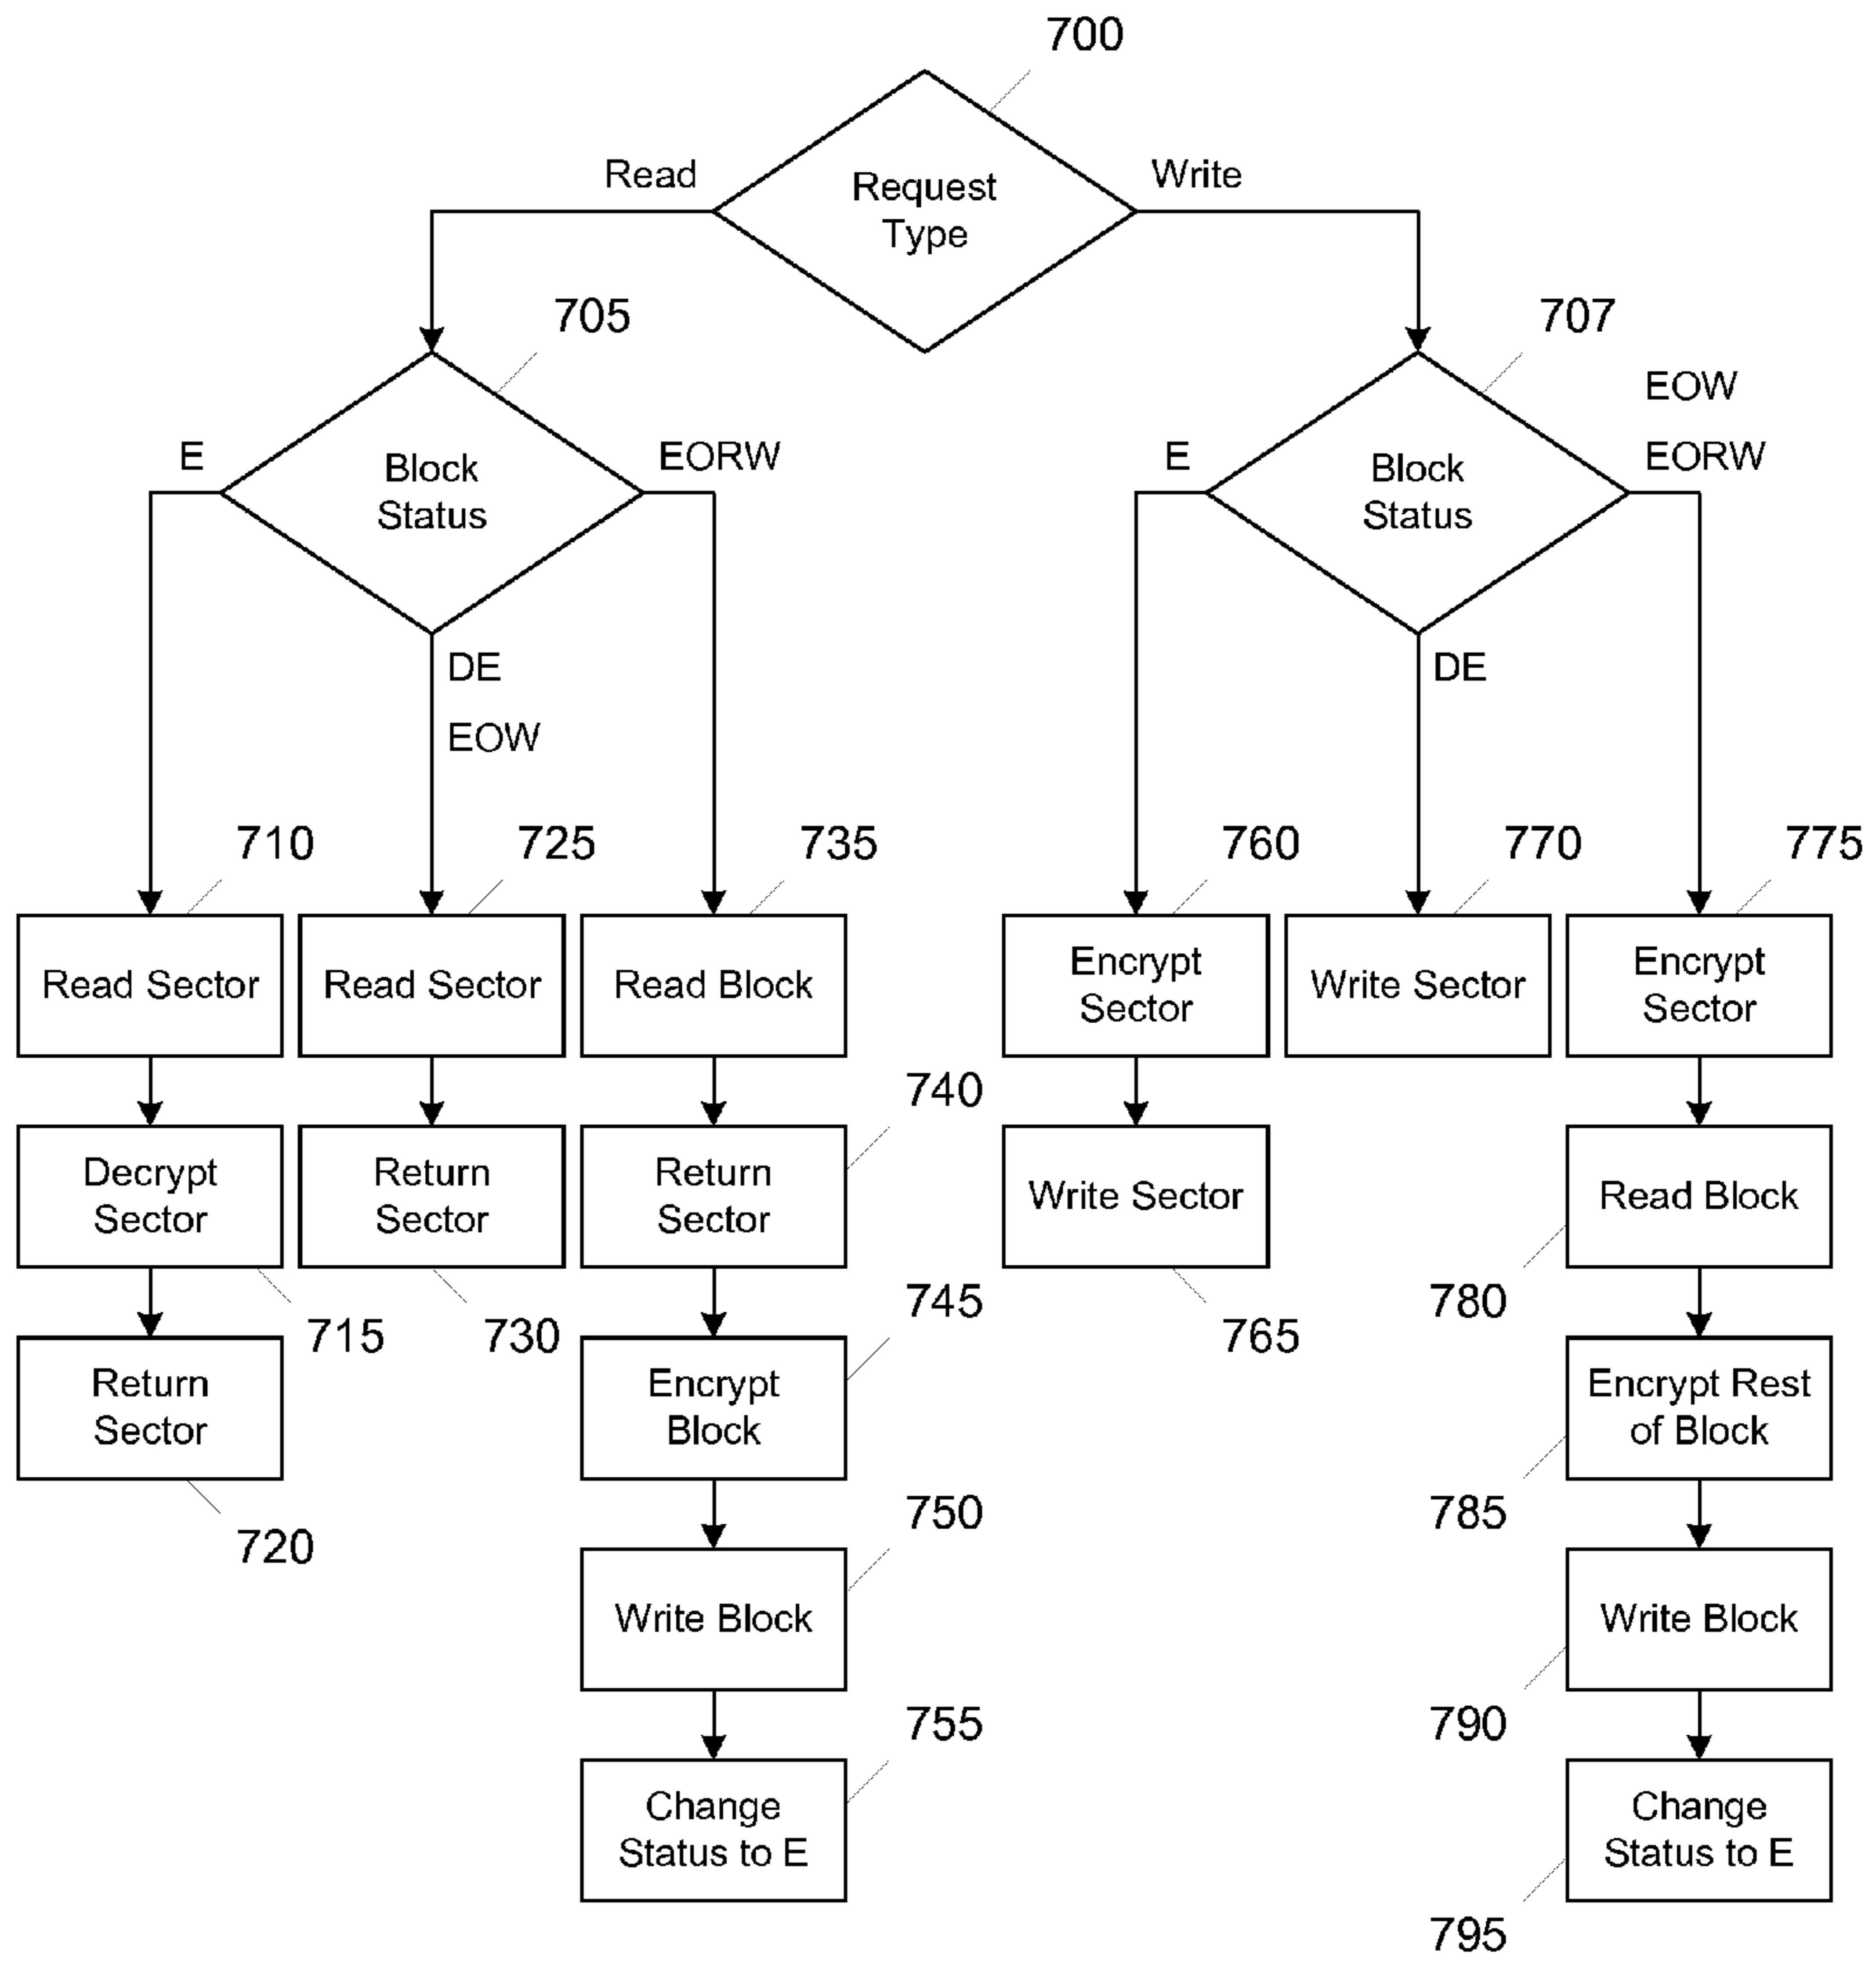 700
Read
Request
Type
Write
705
707
E
Block
Status
EORW
E
Block
Status
EOW
EORW
DE
EOW
DE
710
725
735
760
770
775
Read Sector
Read Sector
Read Block
Encrypt
Sector
Write Sector
Encrypt
Sector
740
Decrypt
Sector
Return
Sector
Return
Sector
Write Sector
Read Block
715
730
745
765
780
Return
Sector
Encrypt
Block
Encrypt Rest
of Block
720
750
785
Write Block
Write Block
755
790
Change
Status to E
Change
Status to E
795